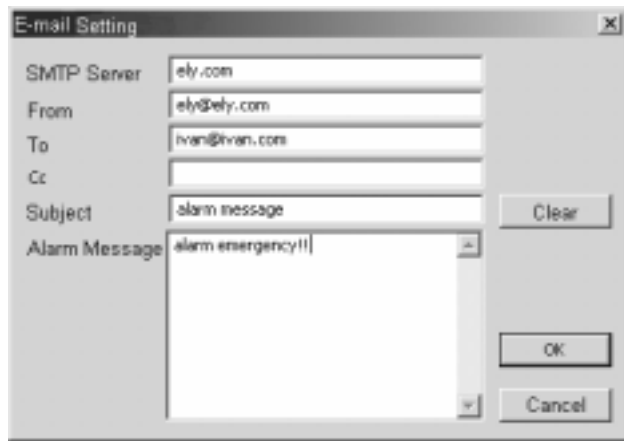 E-mail Setting
SMTP Server ely.com
From ely@ely.com
To ivan@ivan.com
Cc
Subject alarm message Clear
Alarm Message alarm emergency!!
OK
Cancel